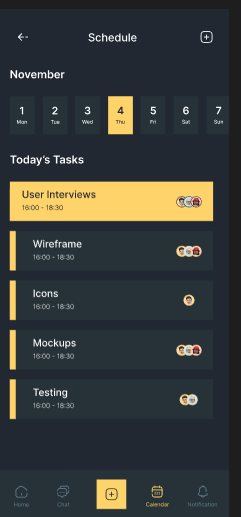 Schedule
November
1 2 3 4 5 6 7
Mon Tue Wed Thu Fri Sat Sun
Today's Tasks
User Interviews
16:00 - 18:30
Wireframe
16:00 - 18:30
Icons
16:00 - 18:30
Mockups
16:00 - 18:30
Testing
16:00 - 18:30
Home Chat Calendar Notification